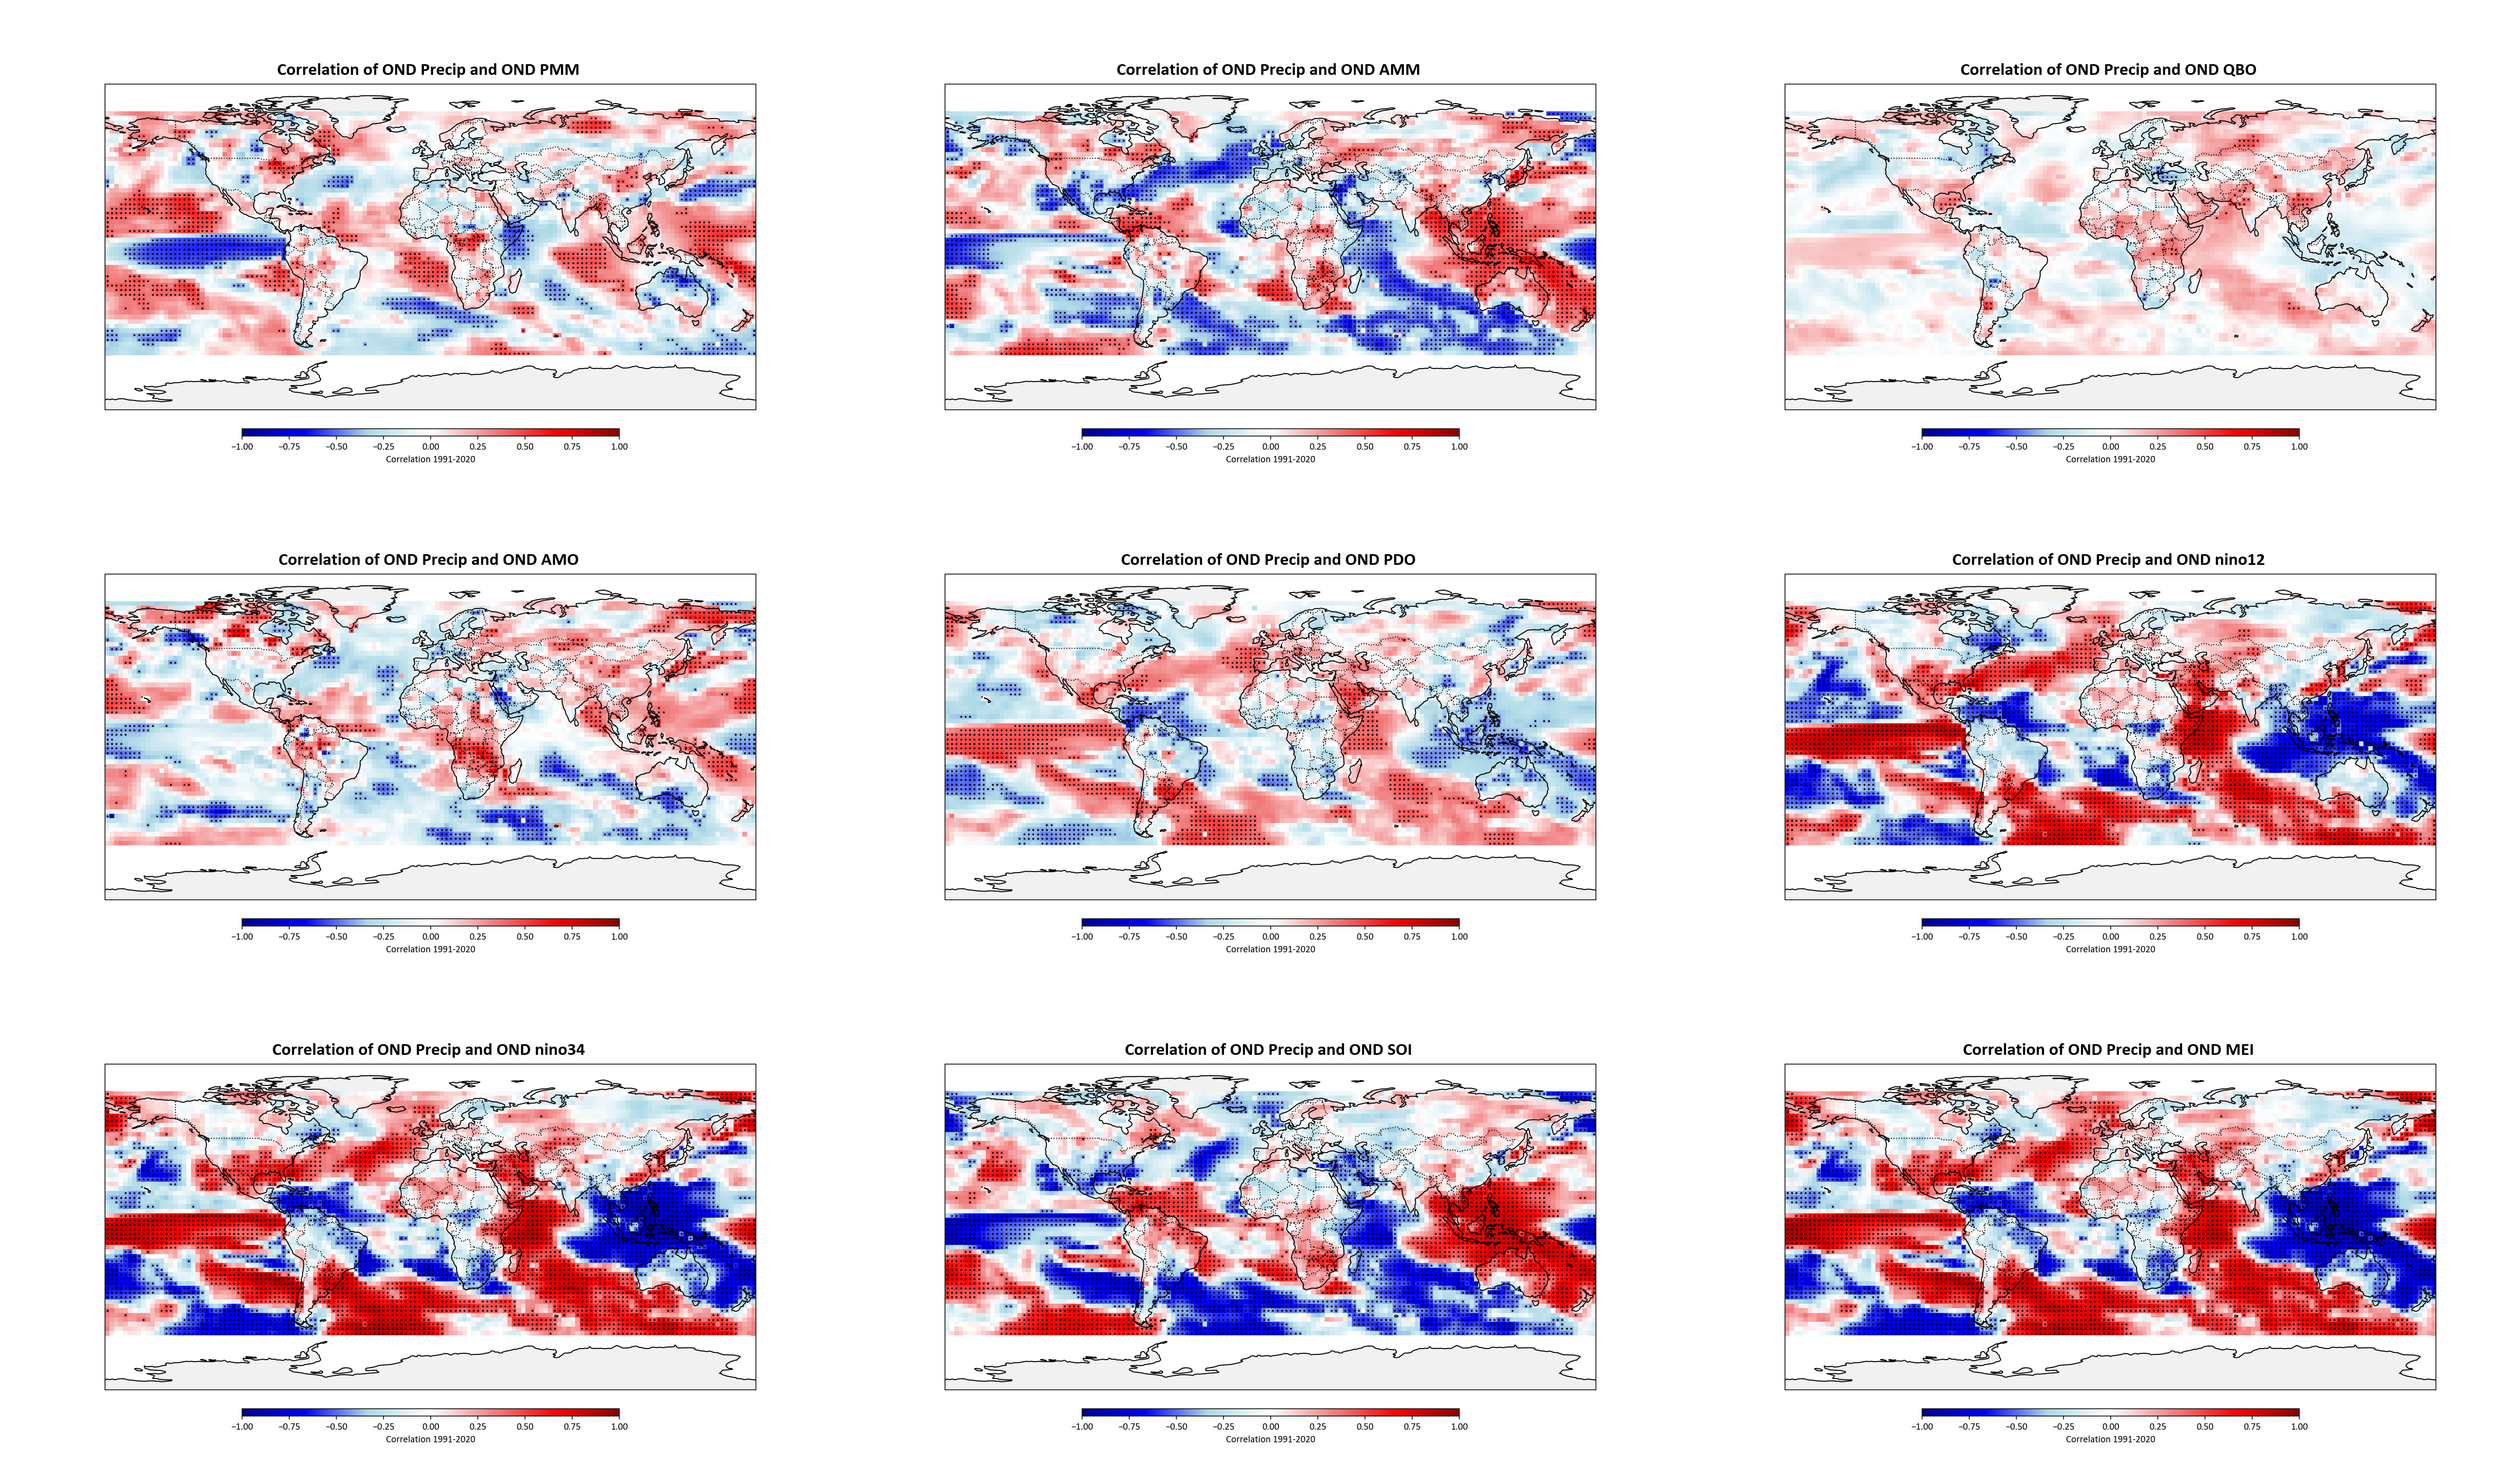 Correlation of OND Precip and OND PMM
Correlation of OND Precip and OND AMM
Correlation of OND Precip and OND QBO
−1.00 −0.75 −0.50 −0.25 0.00 0.25 0.50 0.75 1.00
−1.00 −0.75 −0.50 −0.25 0.00 0.25 0.50 0.75 1.00
−1.00 −0.75 −0.50 −0.25 0.00 0.25 0.50 0.75 1.00
Correlation 1991-2020
Correlation 1991-2020
Correlation 1991-2020
Correlation of OND Precip and OND AMO
Correlation of OND Precip and OND PDO
Correlation of OND Precip and OND nino12
−1.00 −0.75 −0.50 −0.25 0.00 0.25 0.50 0.75 1.00
−1.00 −0.75 −0.50 −0.25 0.00 0.25 0.50 0.75 1.00
−1.00 −0.75 −0.50 −0.25 0.00 0.25 0.50 0.75 1.00
Correlation 1991-2020
Correlation 1991-2020
Correlation 1991-2020
Correlation of OND Precip and OND nino34
Correlation of OND Precip and OND SOI
Correlation of OND Precip and OND MEI
−1.00 −0.75 −0.50 −0.25 0.00 0.25 0.50 0.75 1.00
−1.00 −0.75 −0.50 −0.25 0.00 0.25 0.50 0.75 1.00
−1.00 −0.75 −0.50 −0.25 0.00 0.25 0.50 0.75 1.00
Correlation 1991-2020
Correlation 1991-2020
Correlation 1991-2020